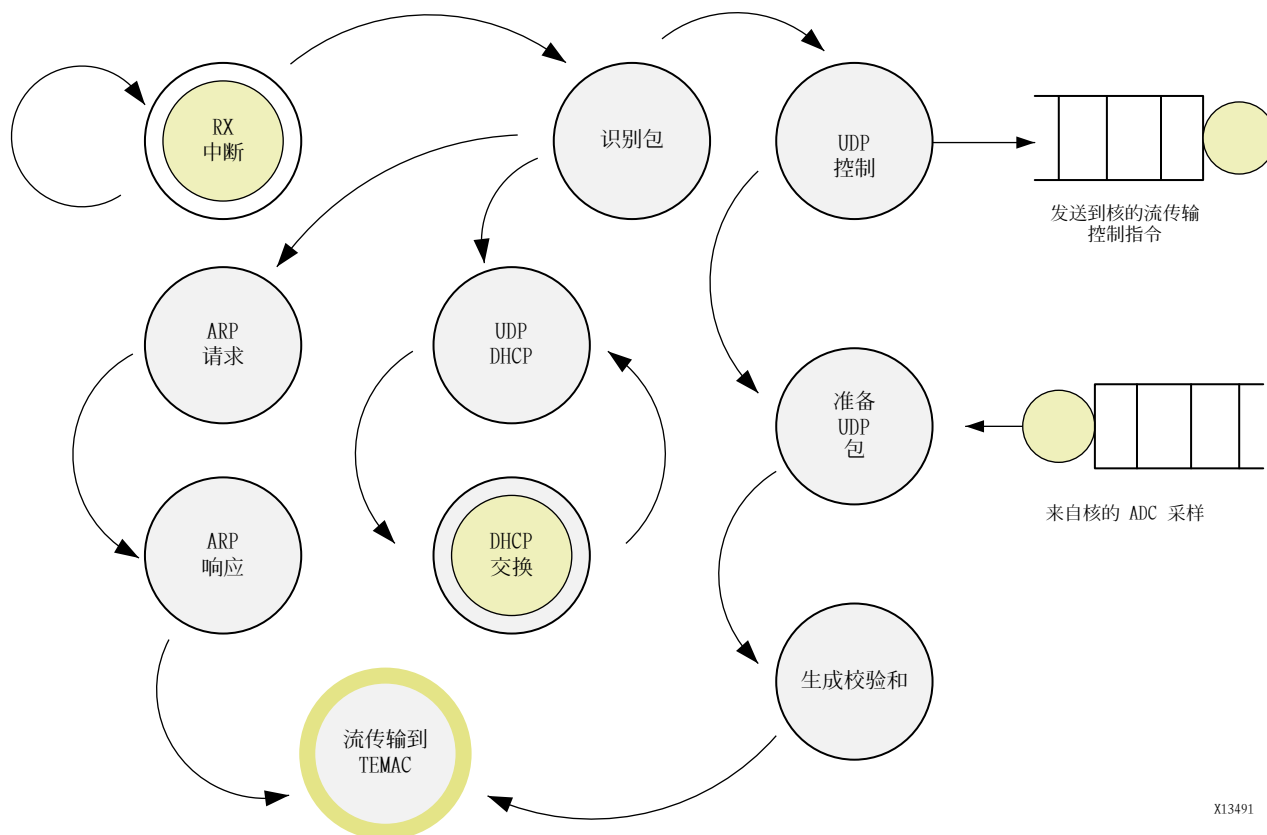 RX
中断
识别包
UDP
控制
发送到核的流传输
控制指令
ARP
请求
UDP
DHCP
准备
UDP
包
来自核的 ADC 采样
ARP
响应
DHCP
交换
生成校验和
流传输到
TEMAC
X13491